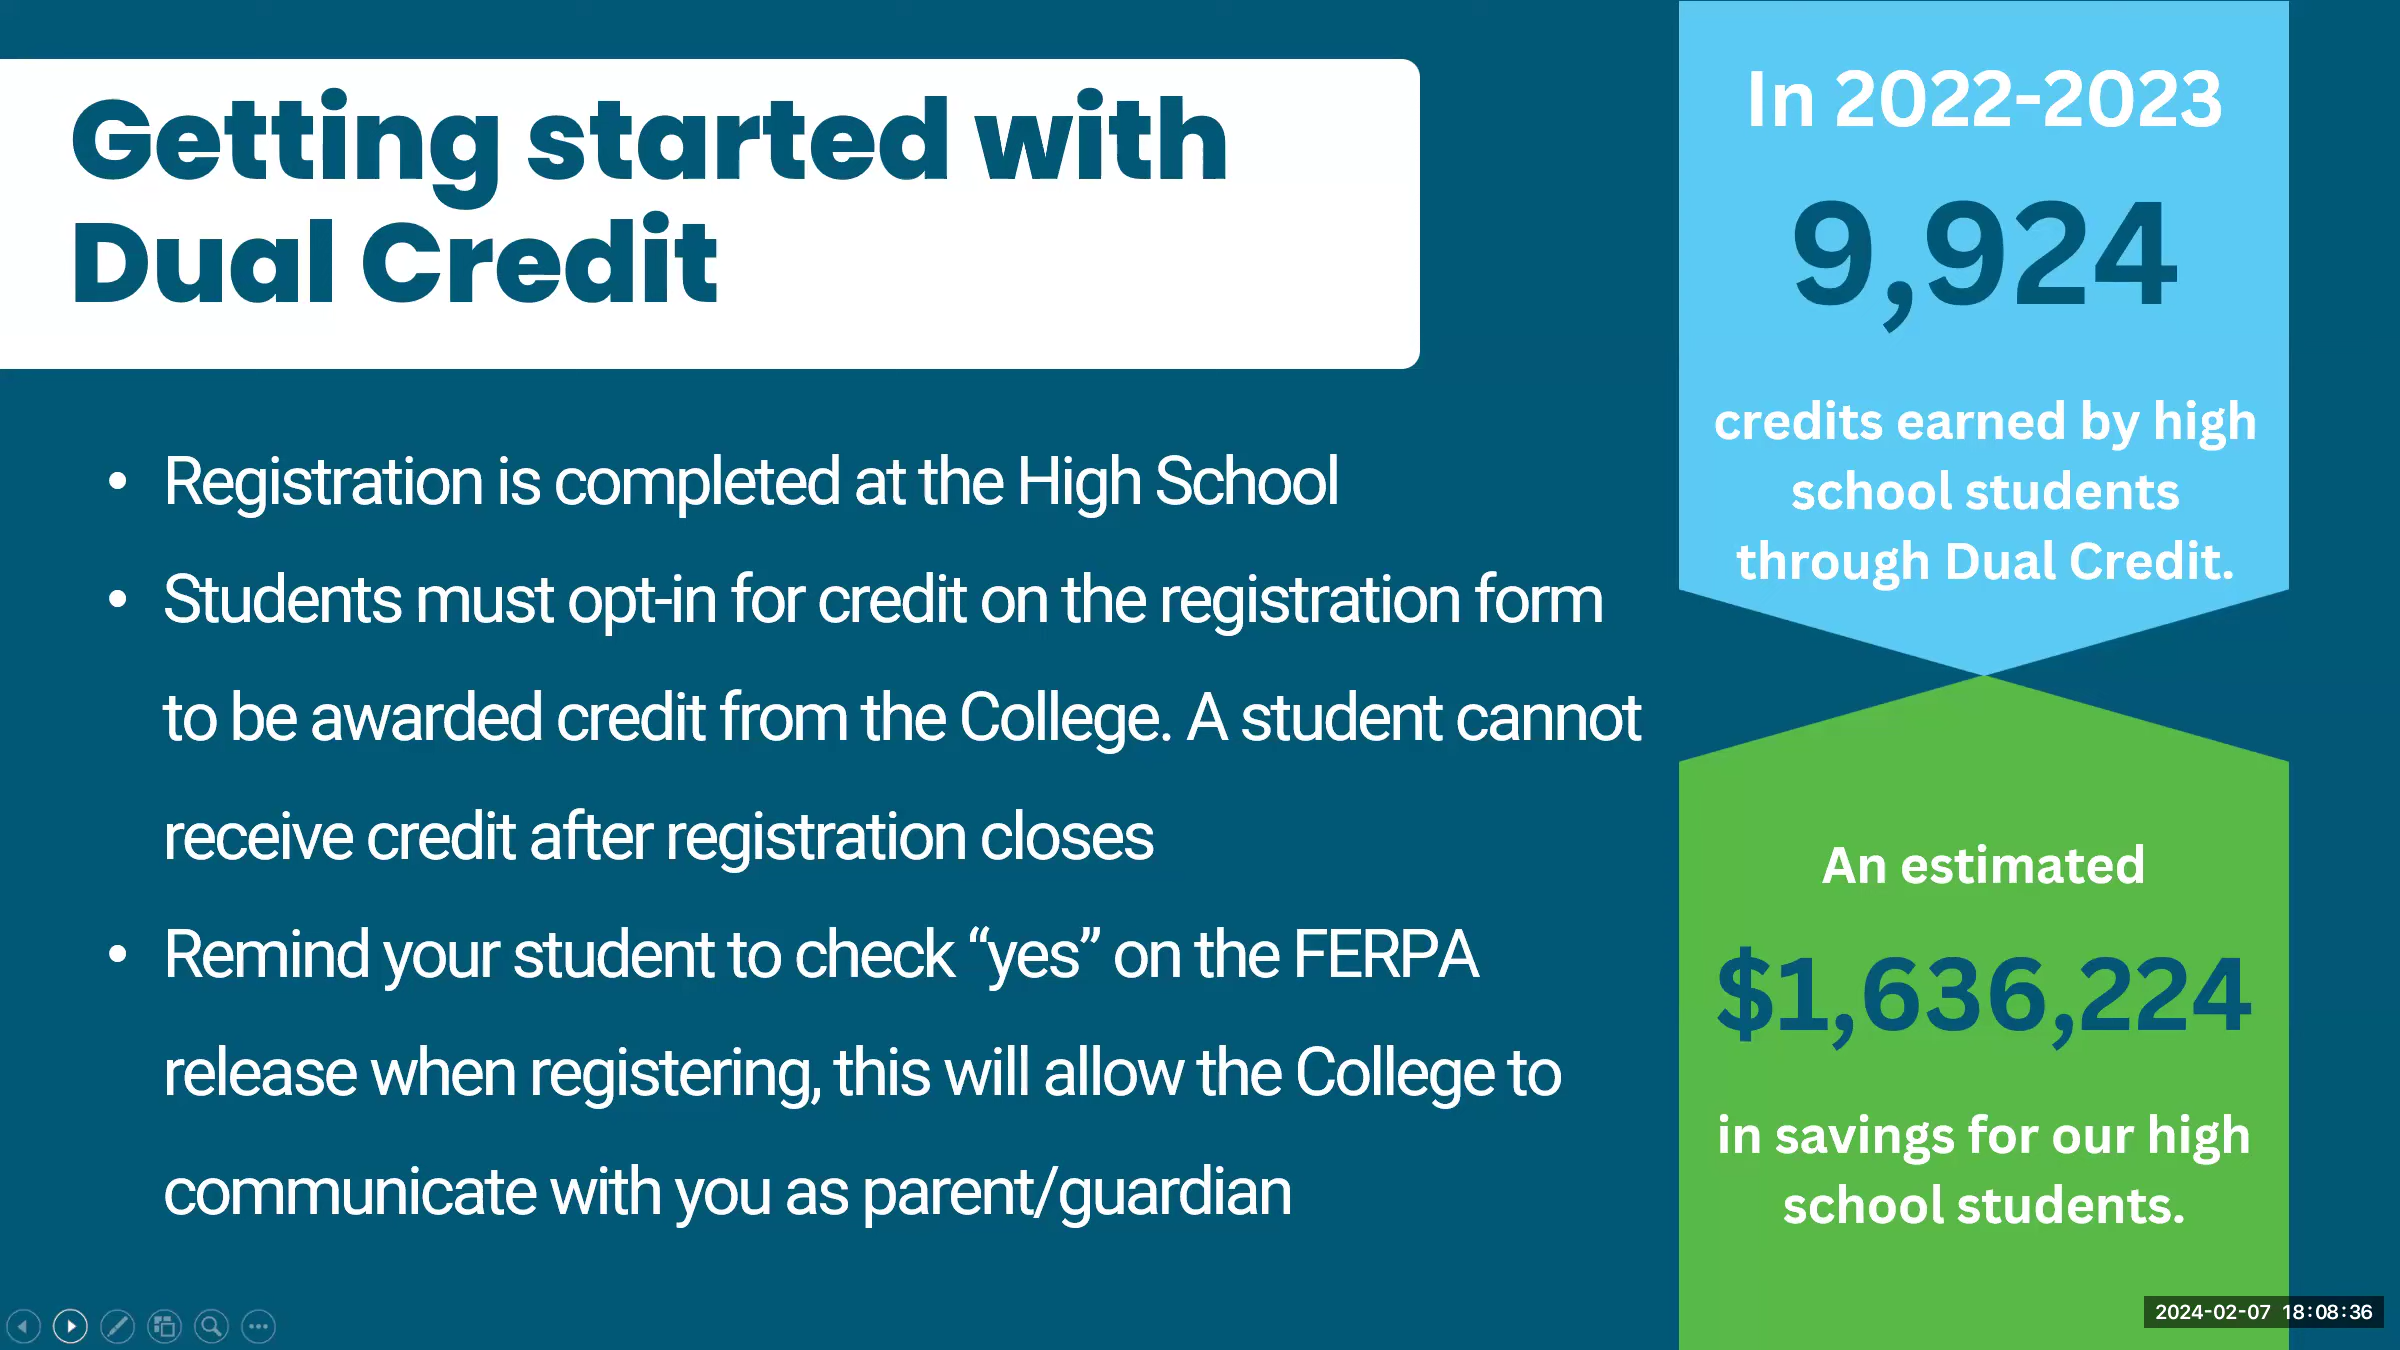 Getting started with
Dual Credit
• Registration is completed at the High School
• Students must opt-in for credit on the registration form
to be awarded credit from the College. A student cannot
receive credit after registration closes
• Remind your student to check “yes” on the FERPA
release when registering, this will allow the College to
communicate with you as parent/guardian
In 2022-2023
9,924
credits earned by high
school students
through Dual Credit.
An estimated
$1,636,224
in savings for our high
school students.
2024-02-07 18:08:36